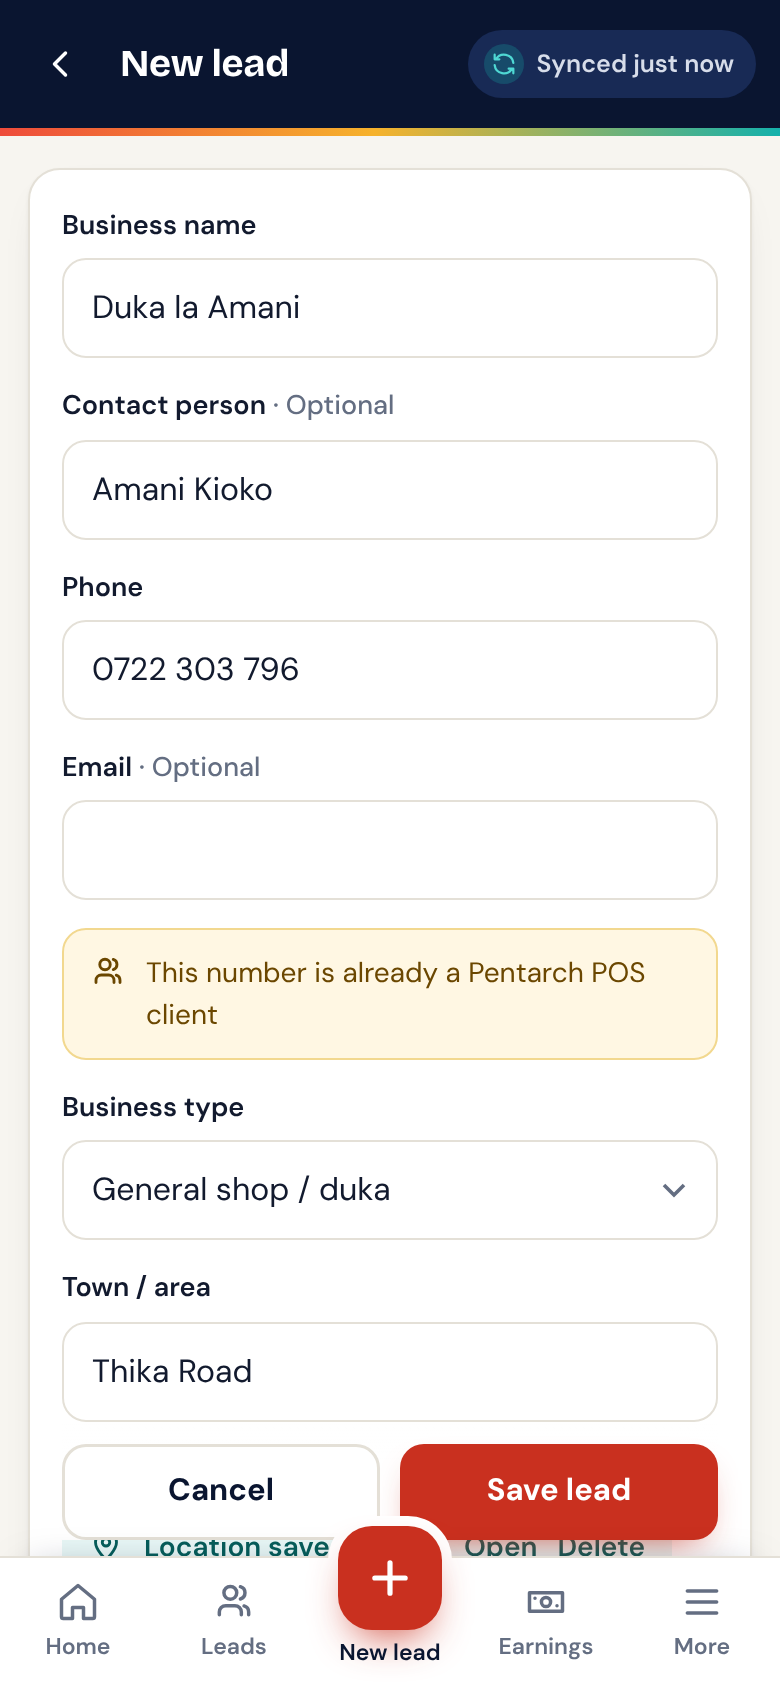 New lead
Synced just now
Business name
Duka la Amani
Contact person · Optional
Amani Kioko
Phone
0722 303 796
Email · Optional
This number is already a Pentarch POS
client
Business type
General shop / duka
Town / area
Thika Road
Cancel
Save lead
Location save
Open Delete
Home
Leads
New lead
Earnings
More